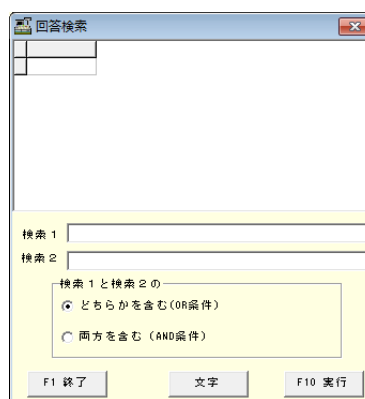 回答検索
検索１
検索２
検索１と検索２の
どちらかを含む(OR条件)
両方を含む (AND条件)
F1 終了
文字
F10 実行